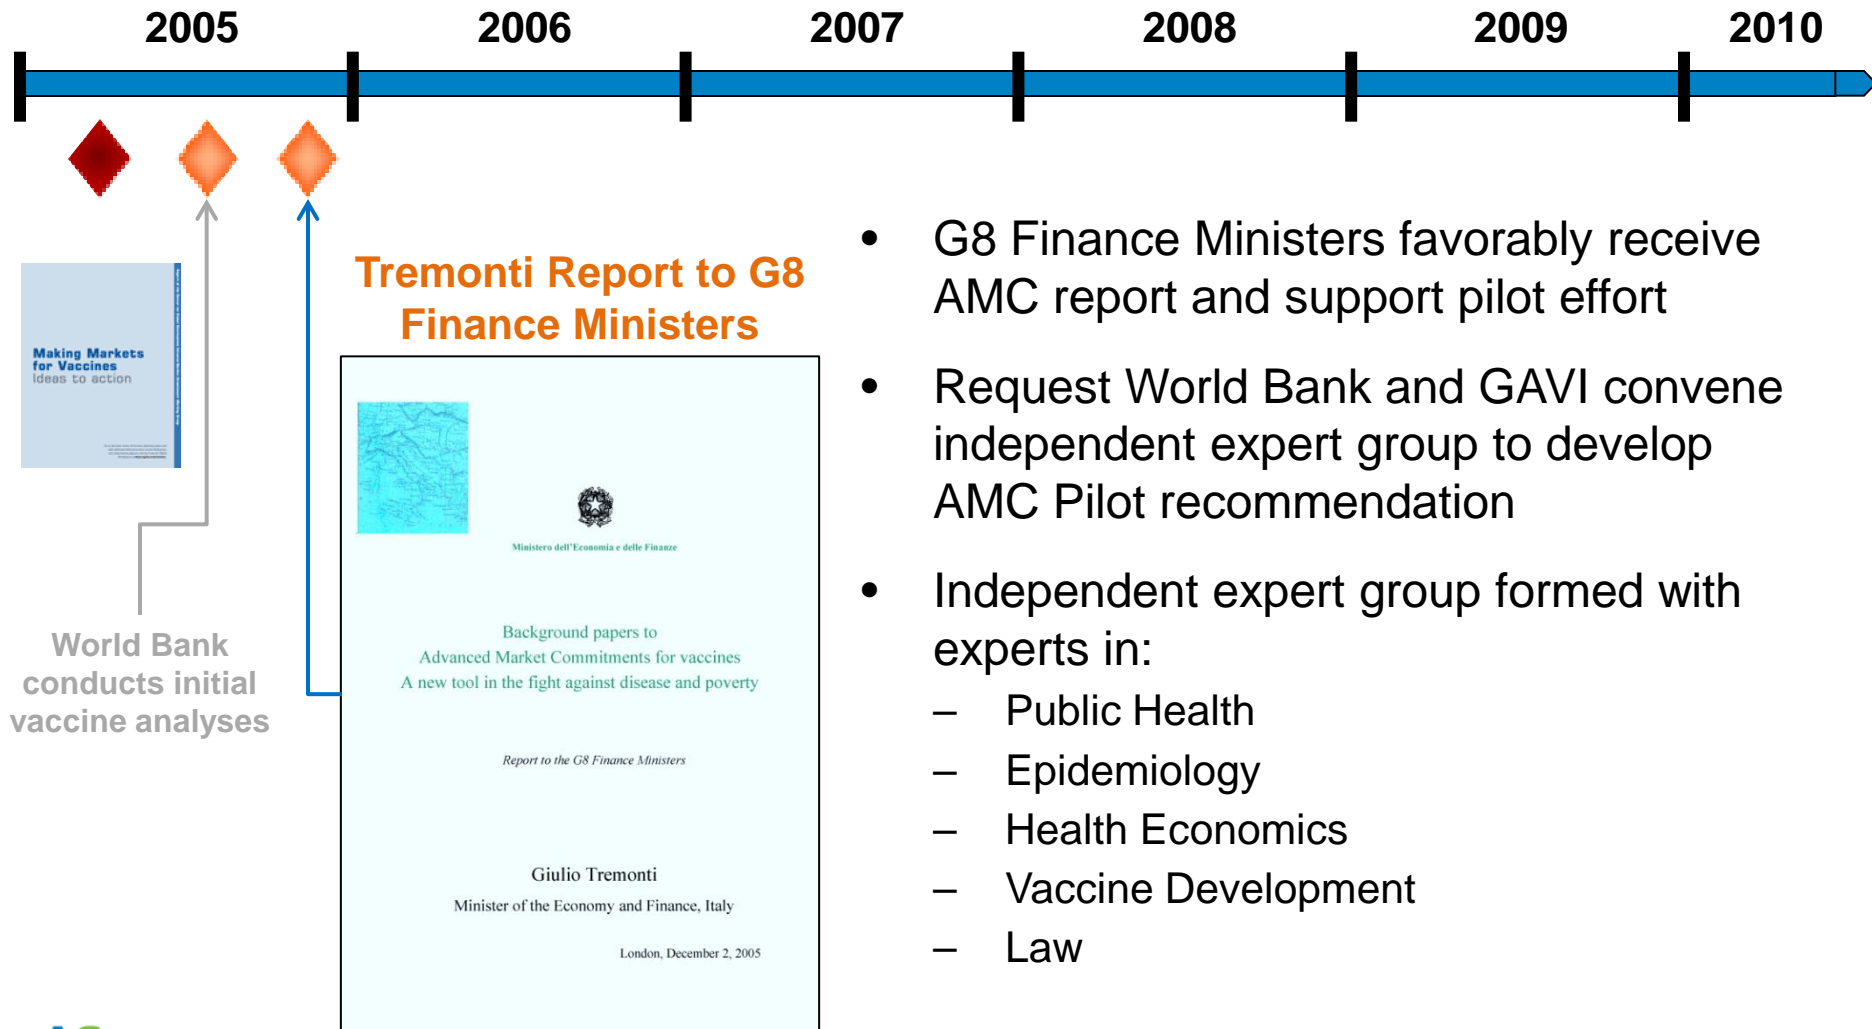 2005 2006 2007 2008 2009 2010
Making Markets
for Vaccines
Ideas to action
World Bank
conducts initial
vaccine analyses
Tremonti Report to G8
Finance Ministers
Ministero dell'Economia e delle Finanze
Background papers to
Advanced Market Commitments for vaccines
A new tool in the fight against disease and poverty
Report to the G8 Finance Ministers
Giulio Tremonti
Minister of the Economy and Finance, Italy
London, December 2, 2005
• G8 Finance Ministers favorably receive
AMC report and support pilot effort
• Request World Bank and GAVI convene
independent expert group to develop
AMC Pilot recommendation
• Independent expert group formed with
experts in:
– Public Health
– Epidemiology
– Health Economics
– Vaccine Development
– Law